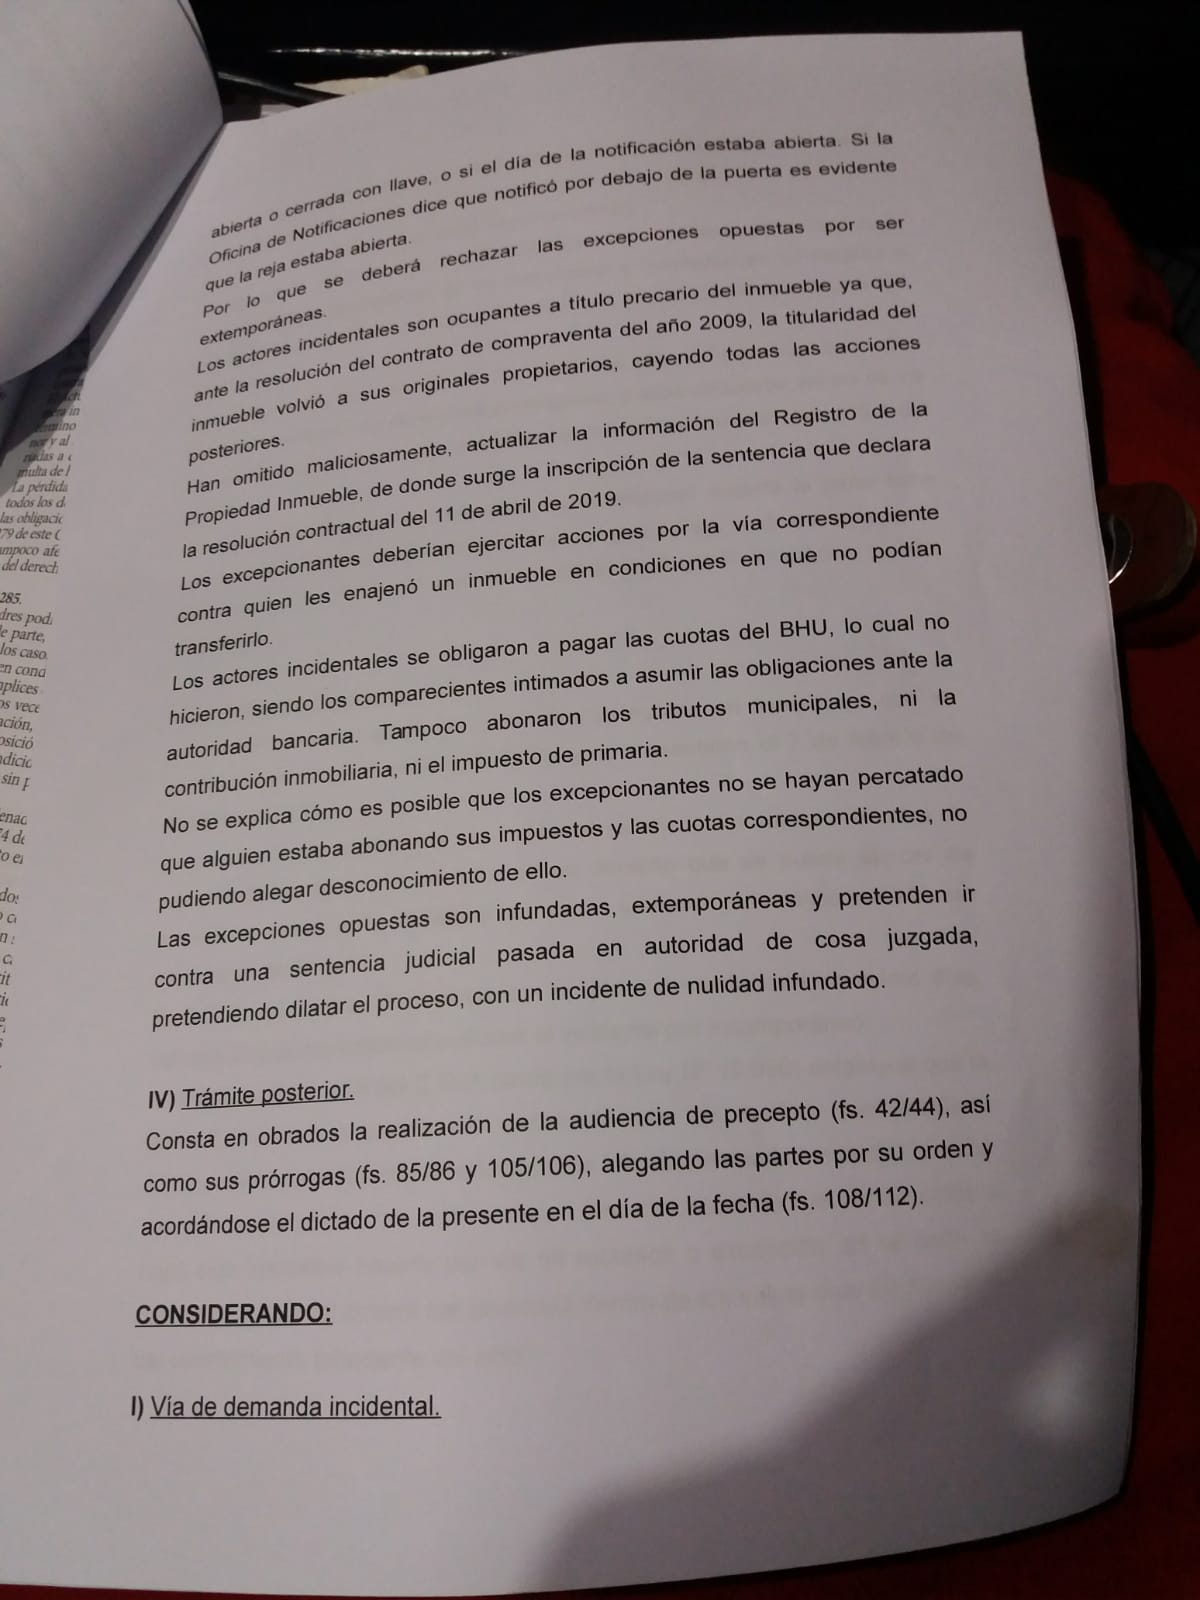 abierta o cerrada con llave, o si el día de la notificación estaba abierta. Si la
Oficina de Notificaciones dice que notificó por debajo de la puerta es evidente
que la reja estaba abierta.
Por lo que se deberá rechazar las excepciones opuestas por ser
extemporáneas.
Los actores incidentales son ocupantes a título precario del inmueble ya que,
ante la resolución del contrato de compraventa del año 2009, la titularidad del
inmueble volvió a sus originales propietarios, cayendo todas las acciones
posteriores.
Han omitido maliciosamente, actualizar la información del Registro de la
Propiedad Inmueble, de donde surge la inscripción de la sentencia que declara
la resolución contractual del 11 de abril de 2019.
Los excepcionantes deberían ejercitar acciones por la vía correspondiente
contra quien les enajenó un inmueble en condiciones en que no podían
transferirlo.
Los actores incidentales se obligaron a pagar las cuotas del BHU, lo cual no
hicieron, siendo los comparecientes intimados a asumir las obligaciones ante la
autoridad bancaria. Tampoco abonaron los tributos municipales, ni la
contribución inmobiliaria, ni el impuesto de primaria.
No se explica cómo es posible que los excepcionantes no se hayan percatado
que alguien estaba abonando sus impuestos y las cuotas correspondientes, no
pudiendo alegar desconocimiento de ello.
Las excepciones opuestas son infundadas, extemporáneas y pretenden ir
contra una sentencia judicial pasada en autoridad de cosa juzgada,
pretendiendo dilatar el proceso, con un incidente de nulidad infundado.
IV) Trámite posterior.
Consta en obrados la realización de la audiencia de precepto (fs. 42/44), así
como sus prórrogas (fs. 85/86 y 105/106), alegando las partes por su orden y
acordándose el dictado de la presente en el día de la fecha (fs. 108/112).
CONSIDERANDO:
I) Vía de demanda incidental.
multa de
La pérdida
todos los
79 de este
285.
de parte,
los
sin